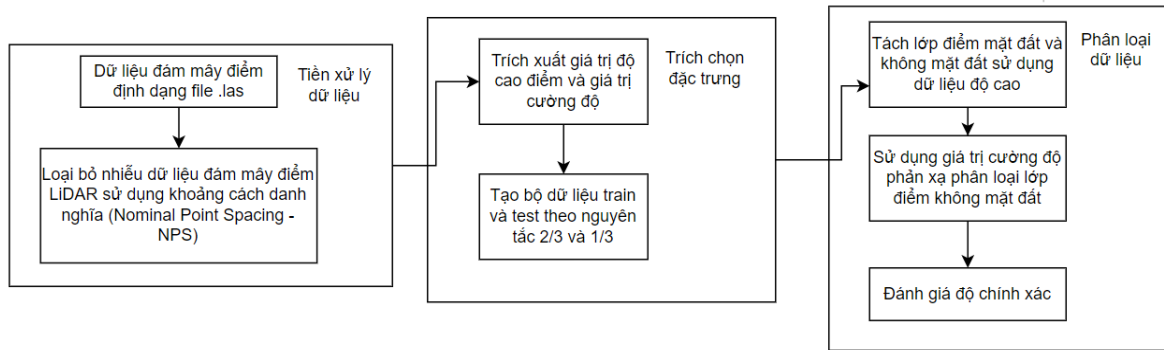 Dữ liệu đám mây điểm
định dạng file .las
Tiền xử lý
dữ liệu
Loại bỏ nhiễu dữ liệu đám mây điểm
LiDAR sử dụng khoảng cách danh
nghĩa (Nominal Point Spacing -
NPS)
Trích xuất giá trị độ
cao điểm và giá trị
cường độ
Trích chọn
đặc trưng
Tạo bộ dữ liệu train
và test theo nguyên
tắc 2/3 và 1/3
Tách lớp điểm mặt đất và
không mặt đất sử dụng
dữ liệu độ cao
Phân loại
dữ liệu
Sử dụng giá trị cường độ
phản xạ phân loại lớp
điểm không mặt đất
Đánh giá độ chính xác